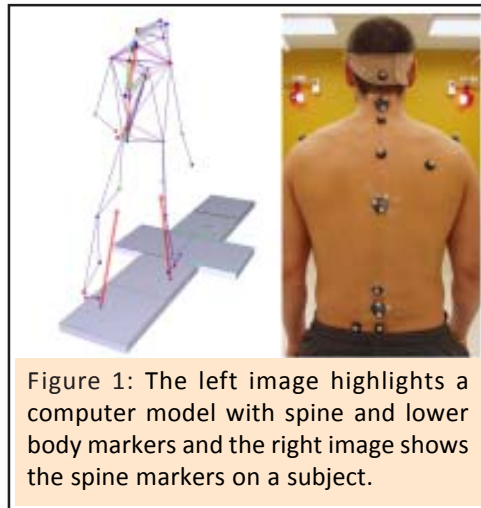 Figure 1: The left image highlights a
computer model with spine and lower
body markers and the right image shows
the spine markers on a subject.